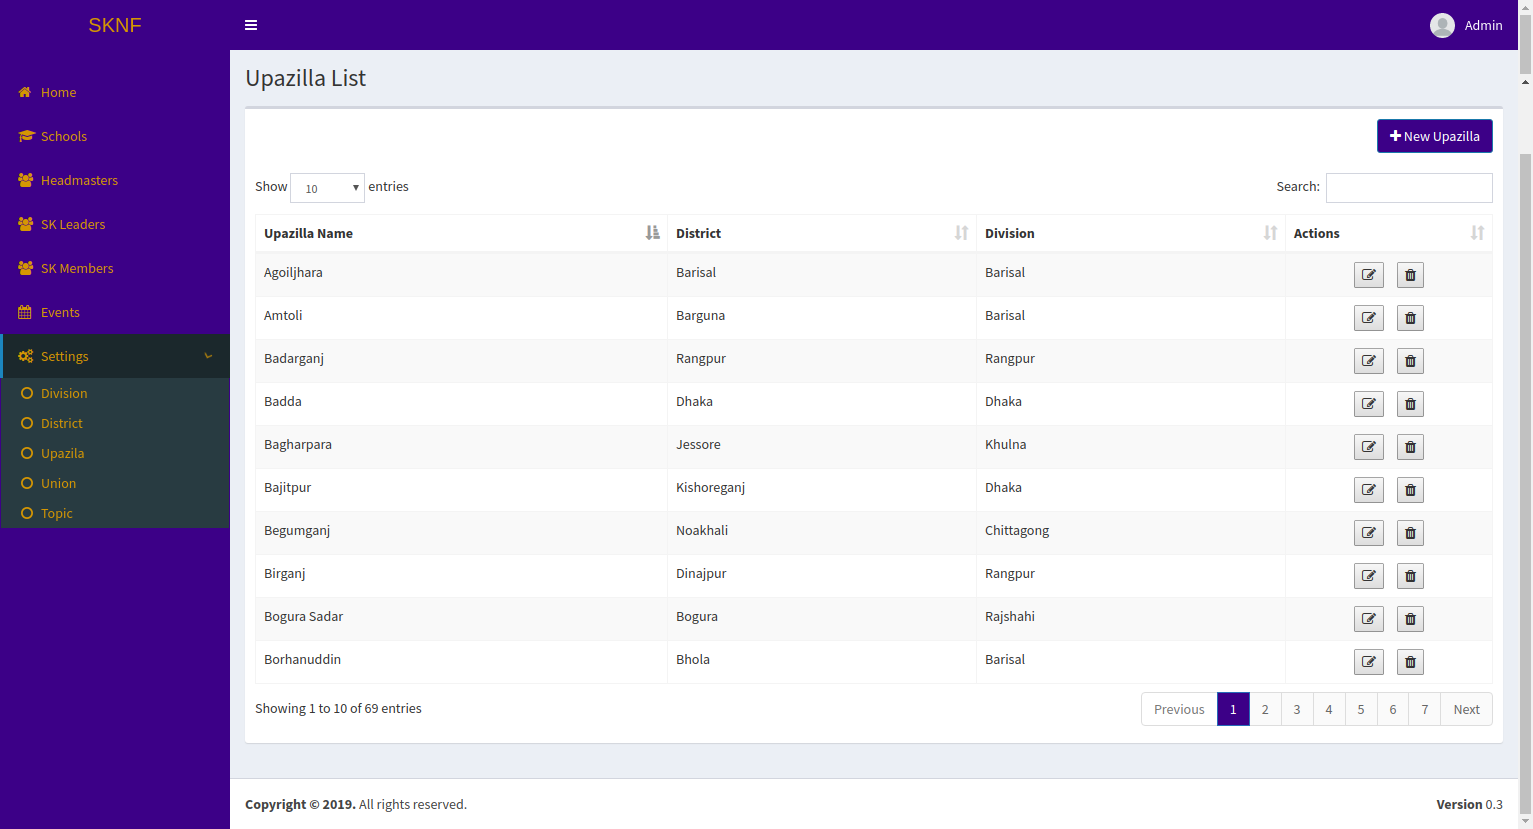 SKNF
Admin
Home
Schools
Headmasters
SK Leaders
SK Members
Events
Settings
Division
District
Upazila
Union
Topic
Upazilla List
New Upazilla
Show 10 entries
Search:
Upazilla Name District Division Actions
Agoiljhara Barisal Barisal
Amtoli Barguna Barisal
Badarganj Rangpur Rangpur
Badda Dhaka Dhaka
Bagharpara Jessore Khulna
Bajitpur Kishoreganj Dhaka
Begumganj Noakhali Chittagong
Birganj Dinajpur Rangpur
Bogura Sadar Bogura Rajshahi
Borhanuddin Bhola Barisal
Showing 1 to 10 of 69 entries
Previous 1 2 3 4 5 6 7 Next
Copyright © 2019. All rights reserved.
Version 0.3